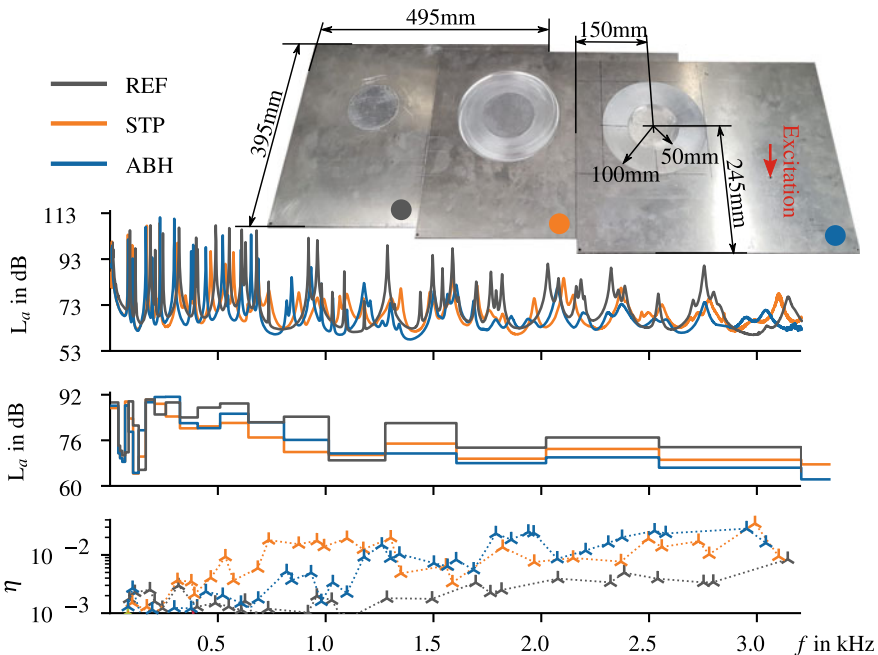 495mm
150mm
REF
STP
ABH
395mm
100mm
50mm
245mm
Excitation
113
93
73
53
L_a in dB
92
76
60
L_a in dB
10^{-2}
10^{-3}
η
0.5 1.0 1.5 2.0 2.5 3.0 f in kHz